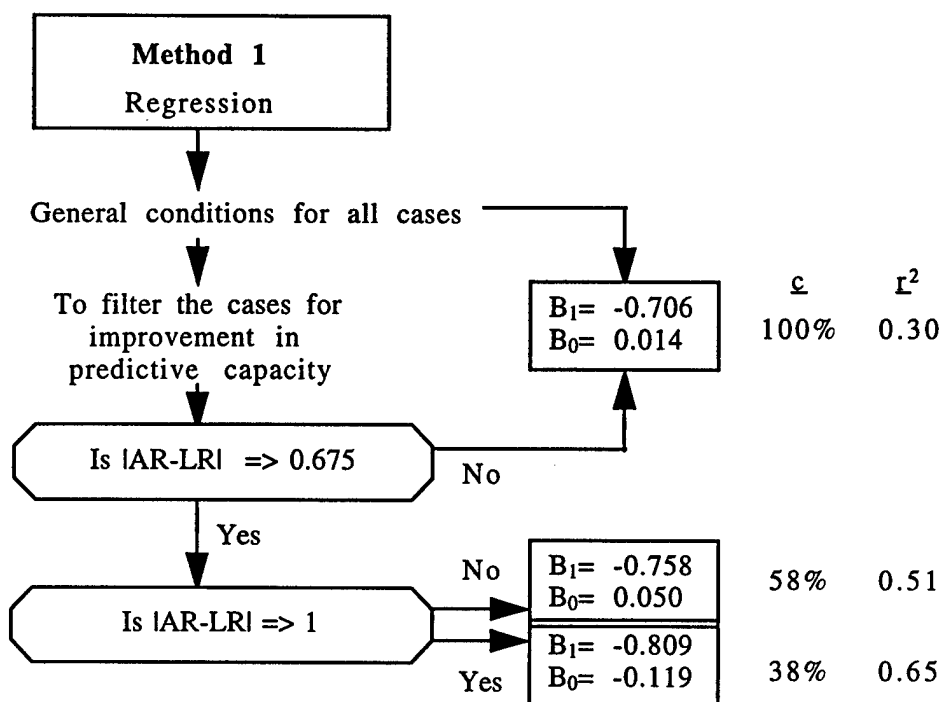 Method 1
Regression
General conditions for all cases
To filter the cases for
improvement in
predictive capacity
B₁= -0.706
B₀= 0.014
c
r²
100%
0.30
Is |AR-LR| => 0.675
No
Yes
Is |AR-LR| => 1
No
B₁= -0.758
B₀= 0.050
58%
0.51
Yes
B₁= -0.809
B₀= -0.119
38%
0.65